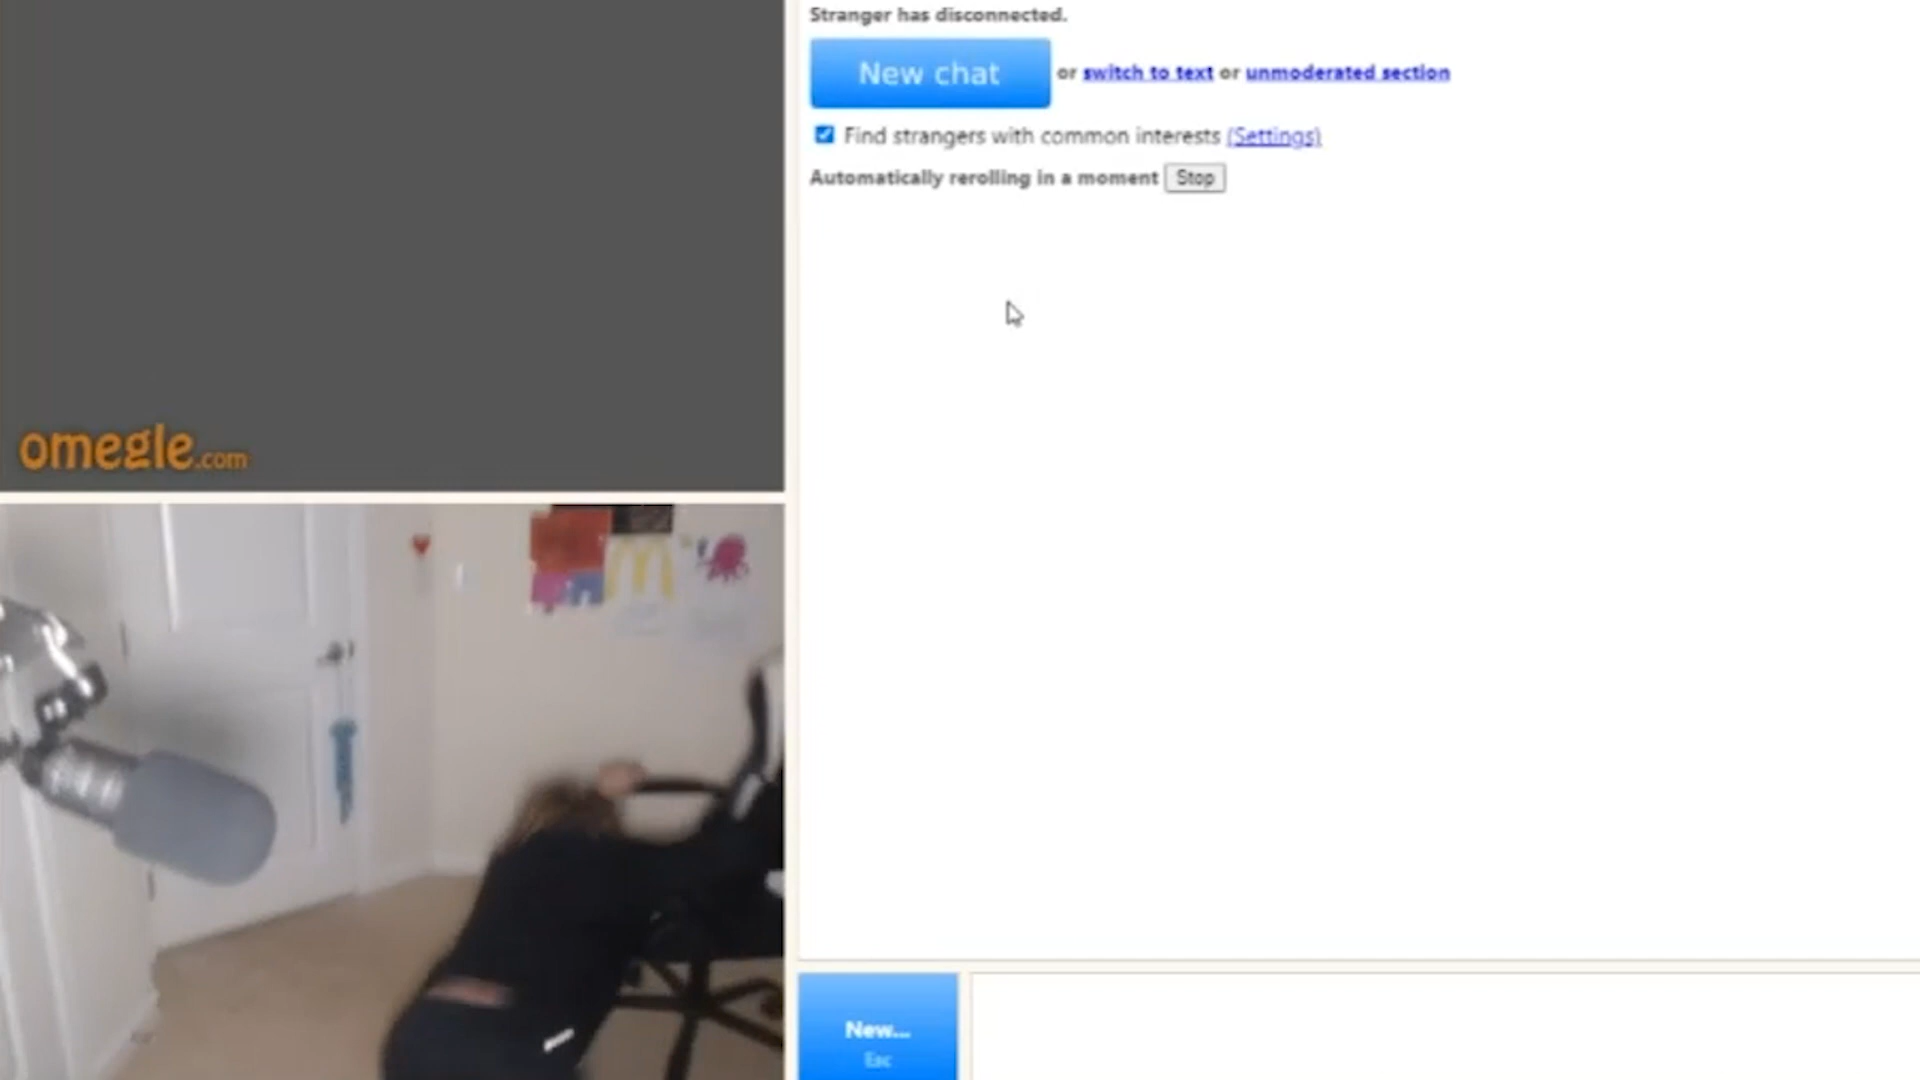 Stranger has disconnected.
New chat or switch to text or unmoderated section
Find strangers with common interests (Settings)
Automatically rerolling in a moment Stop
omegle.com
New...
Esc